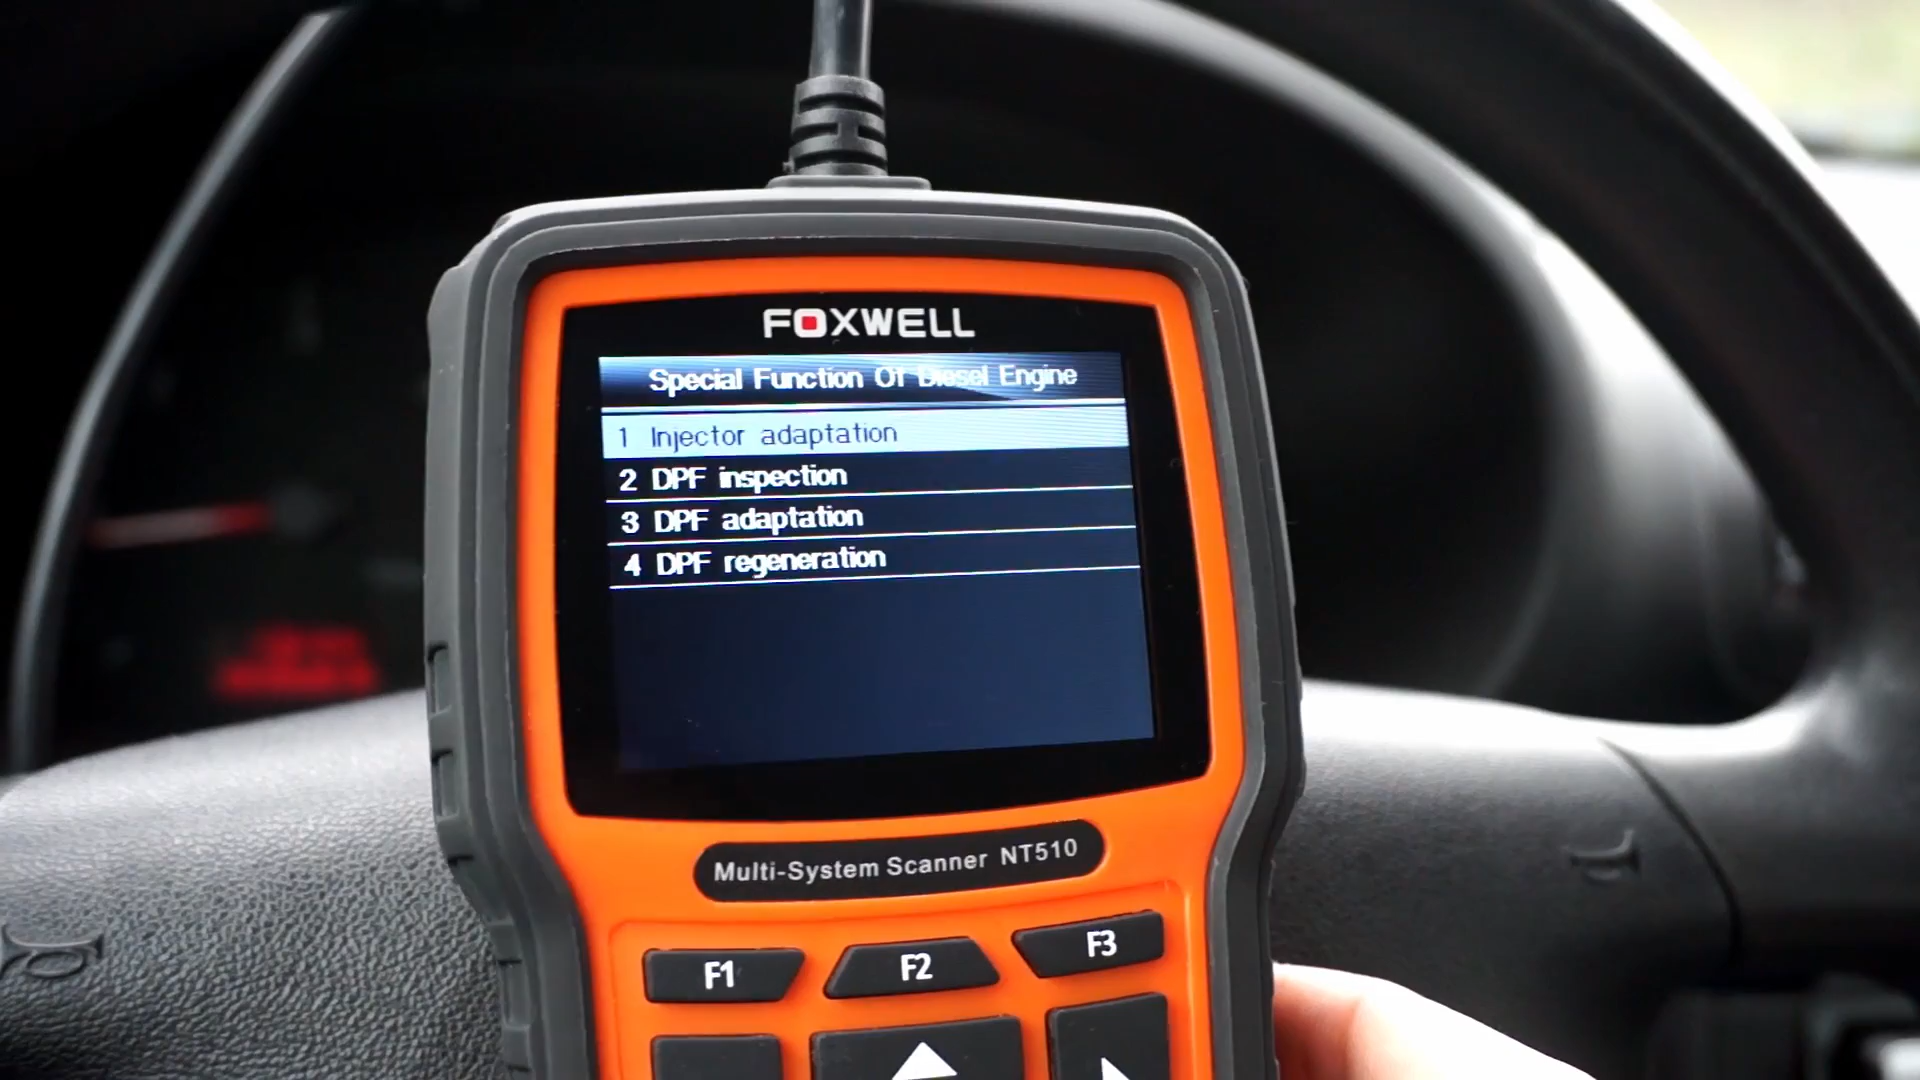 FOXWELL
Special Function Of Diesel Engine
1 Injector adaptation
2 DPF inspection
3 DPF adaptation
4 DPF regeneration
Multi-System Scanner NT510
F1 F2 F3